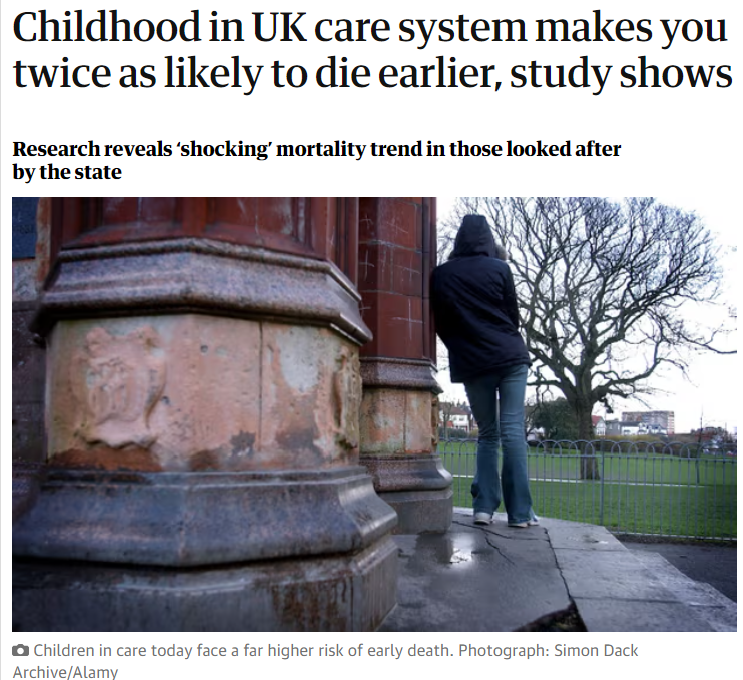 Childhood in UK care system makes you
twice as likely to die earlier, study shows
Research reveals ‘shocking’ mortality trend in those looked after
by the state
Children in care today face a far higher risk of early death. Photograph: Simon Dack
Archive/Alamy